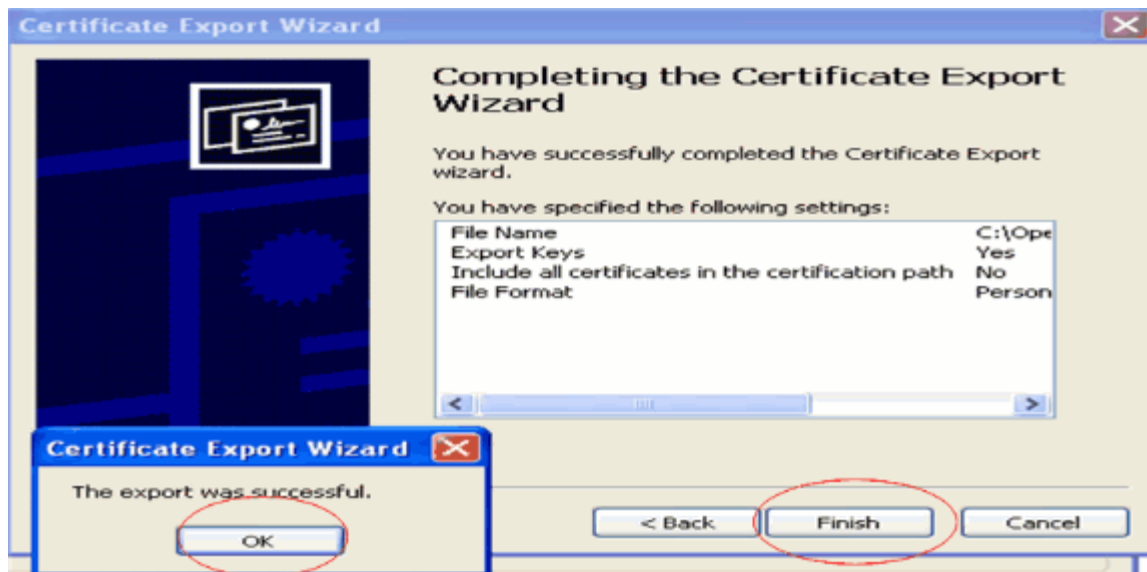 Certificate Export Wizard
Completing the Certificate Export
Wizard
You have successfully completed the Certificate Export
wizard.
You have specified the following settings:
File Name C:\Ope
Export Keys Yes
Include all certificates in the certification path No
File Format Person
Certificate Export Wizard
The export was successful.
OK
< Back Finish Cancel